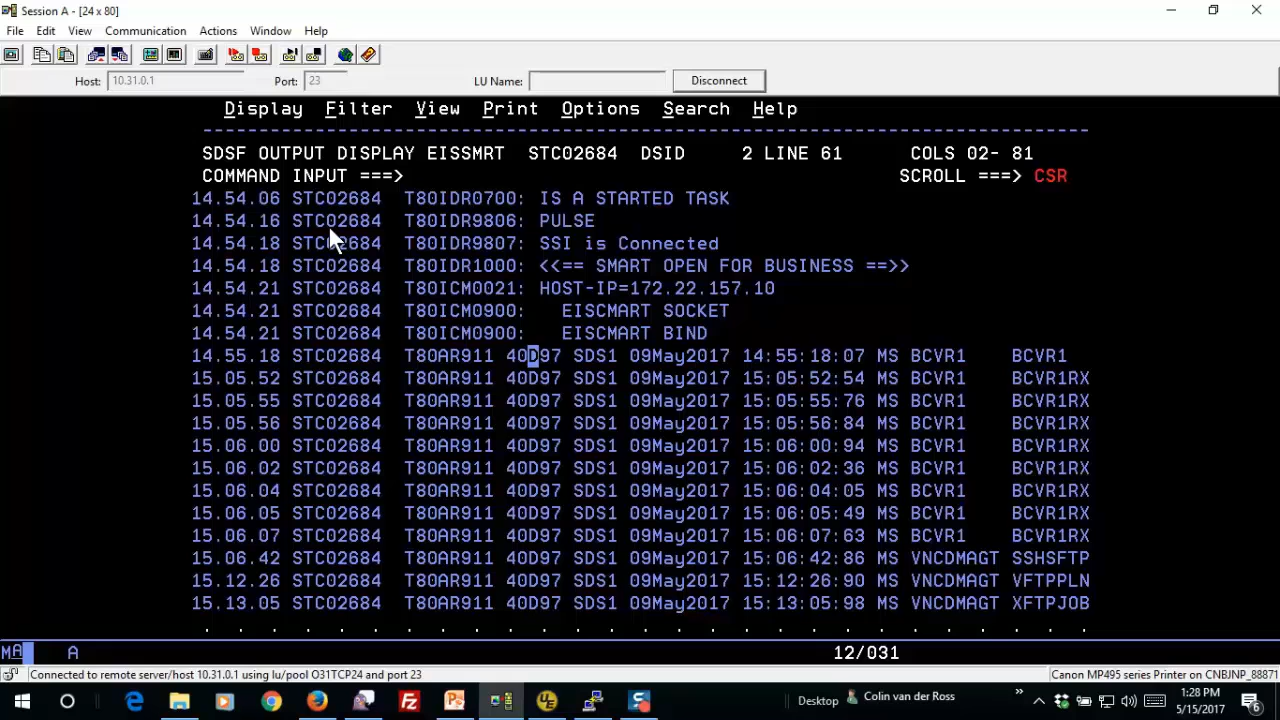 Session A - [24 x 80]
File Edit View Communication Actions Window Help
Host: 10.31.0.1 Port: 23 LU Name: Disconnect
Display Filter View Print Options Search Help
SDSF OUTPUT DISPLAY EISSMRT STC02684 DSID 2 LINE 61 COLS 02- 81
COMMAND INPUT ===> SCROLL ===> CSR
14.54.06 STC02684 T80IDR0700: IS A STARTED TASK
14.54.16 STC02684 T80IDR9806: PULSE
14.54.18 STC02684 T80IDR9807: SSI is Connected
14.54.18 STC02684 T80IDR1000: <<== SMART OPEN FOR BUSINESS ==>>
14.54.21 STC02684 T80ICM0021: HOST-IP=172.22.157.10
14.54.21 STC02684 T80ICM0900: EISCMART SOCKET
14.54.21 STC02684 T80ICM0900: EISCMART BIND
14.55.18 STC02684 T80AR911 40D97 SDS1 09May2017 14:55:18:07 MS BCVR1 BCVR1
15.05.52 STC02684 T80AR911 40D97 SDS1 09May2017 15:05:52:54 MS BCVR1 BCVR1RX
15.05.55 STC02684 T80AR911 40D97 SDS1 09May2017 15:05:55:76 MS BCVR1 BCVR1RX
15.05.56 STC02684 T80AR911 40D97 SDS1 09May2017 15:05:56:84 MS BCVR1 BCVR1RX
15.06.00 STC02684 T80AR911 40D97 SDS1 09May2017 15:06:00:94 MS BCVR1 BCVR1RX
15.06.02 STC02684 T80AR911 40D97 SDS1 09May2017 15:06:02:36 MS BCVR1 BCVR1RX
15.06.04 STC02684 T80AR911 40D97 SDS1 09May2017 15:06:04:05 MS BCVR1 BCVR1RX
15.06.05 STC02684 T80AR911 40D97 SDS1 09May2017 15:06:05:49 MS BCVR1 BCVR1RX
15.06.07 STC02684 T80AR911 40D97 SDS1 09May2017 15:06:07:63 MS BCVR1 BCVR1RX
15.06.42 STC02684 T80AR911 40D97 SDS1 09May2017 15:06:42:86 MS VNCDMAGT SSHSFTP
15.12.26 STC02684 T80AR911 40D97 SDS1 09May2017 15:12:26:90 MS VNCDMAGT VFTPPLN
15.13.05 STC02684 T80AR911 40D97 SDS1 09May2017 15:13:05:98 MS VNCDMAGT XFTPJOB
MA A 12/031
Connected to remote server/host 10.31.0.1 using lu/pool O31TCP24 and port 23 Canon MP495 series Printer on CNBJNP_88871
Desktop Colin van der Ross 1:28 PM
5/15/2017 6